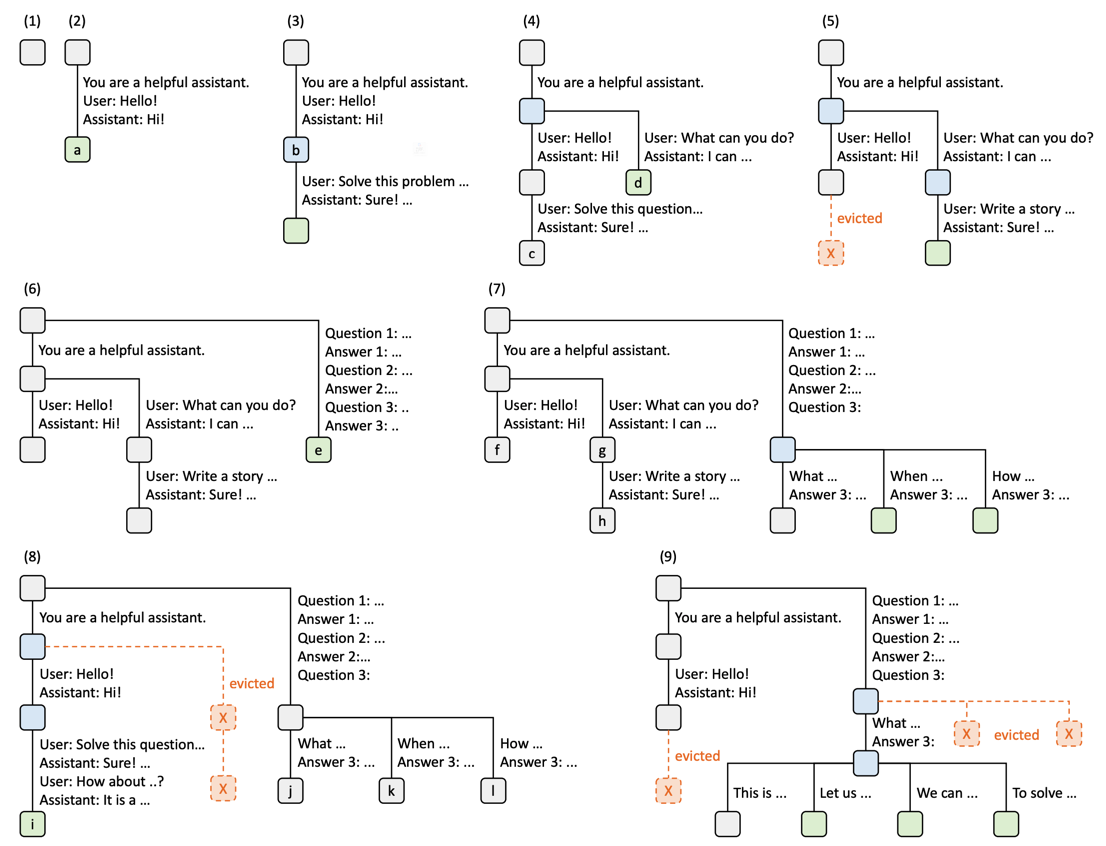 (1)
(2)
You are a helpful assistant.
User: Hello!
Assistant: Hi!
a
(3)
You are a helpful assistant.
User: Hello!
Assistant: Hi!
b
User: Solve this problem ...
Assistant: Sure! ...
(4)
You are a helpful assistant.
User: Hello!
Assistant: Hi!
User: What can you do?
Assistant: I can ...
d
User: Solve this question...
Assistant: Sure! ...
c
(5)
You are a helpful assistant.
User: Hello!
Assistant: Hi!
User: What can you do?
Assistant: I can ...
evicted
X
User: Write a story ...
Assistant: Sure! ...
(6)
You are a helpful assistant.
User: Hello!
Assistant: Hi!
User: What can you do?
Assistant: I can ...
User: Write a story ...
Assistant: Sure! ...
Question 1: ...
Answer 1: ...
Question 2: ...
Answer 2:...
Question 3: ..
Answer 3: ..
e
(7)
You are a helpful assistant.
User: Hello!
Assistant: Hi!
f
User: What can you do?
Assistant: I can ...
g
User: Write a story ...
Assistant: Sure! ...
h
Question 1: ...
Answer 1: ...
Question 2: ...
Answer 2:...
Question 3:
What ...
Answer 3: ...
When ...
Answer 3: ...
How ...
Answer 3: ...
(8)
You are a helpful assistant.
User: Hello!
Assistant: Hi!
evicted
X
X
User: Solve this question...
Assistant: Sure! ...
User: How about ..?
Assistant: It is a ...
i
Question 1: ...
Answer 1: ...
Question 2: ...
Answer 2:...
Question 3:
What ...
Answer 3: ...
j
When ...
Answer 3: ...
k
How ...
Answer 3: ...
l
(9)
You are a helpful assistant.
User: Hello!
Assistant: Hi!
evicted
X
Question 1: ...
Answer 1: ...
Question 2: ...
Answer 2:...
Question 3:
What ...
Answer 3:
X
evicted
X
This is ...
Let us ...
We can ...
To solve ...